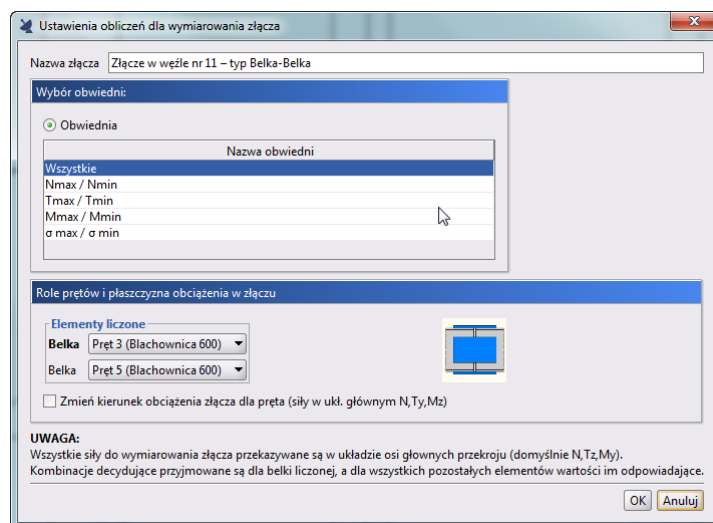 Ustawienia obliczeń dla wymiarowania złącza
Nazwa złącza Złącze w węźle nr 11 – typ Belka-Belka
Wybór obwiedni:
Obwiednia
Nazwa obwiedni
Wszystkie
Nmax / Nmin
Tmax / Tmin
Mmax / Mmin
σ max / σ min
Role prętów i płaszczyzna obciążenia w złączu
Elementy liczone
Belka Pręt 3 (Blachownica 600)
Belka Pręt 5 (Blachownica 600)
Zmień kierunek obciążenia złącza dla pręta (siły w ukł. głównym N,Ty,Mz)
UWAGA:
Wszystkie siły do wymiarowania złącza przekazywane są w układzie osi głownych przekroju (domyślnie N,Tz,My).
Kombinacje decydujące przyjmowane są dla belki liczonej, a dla wszystkich pozostałych elementów wartości im odpowiadające.
OK Anuluj